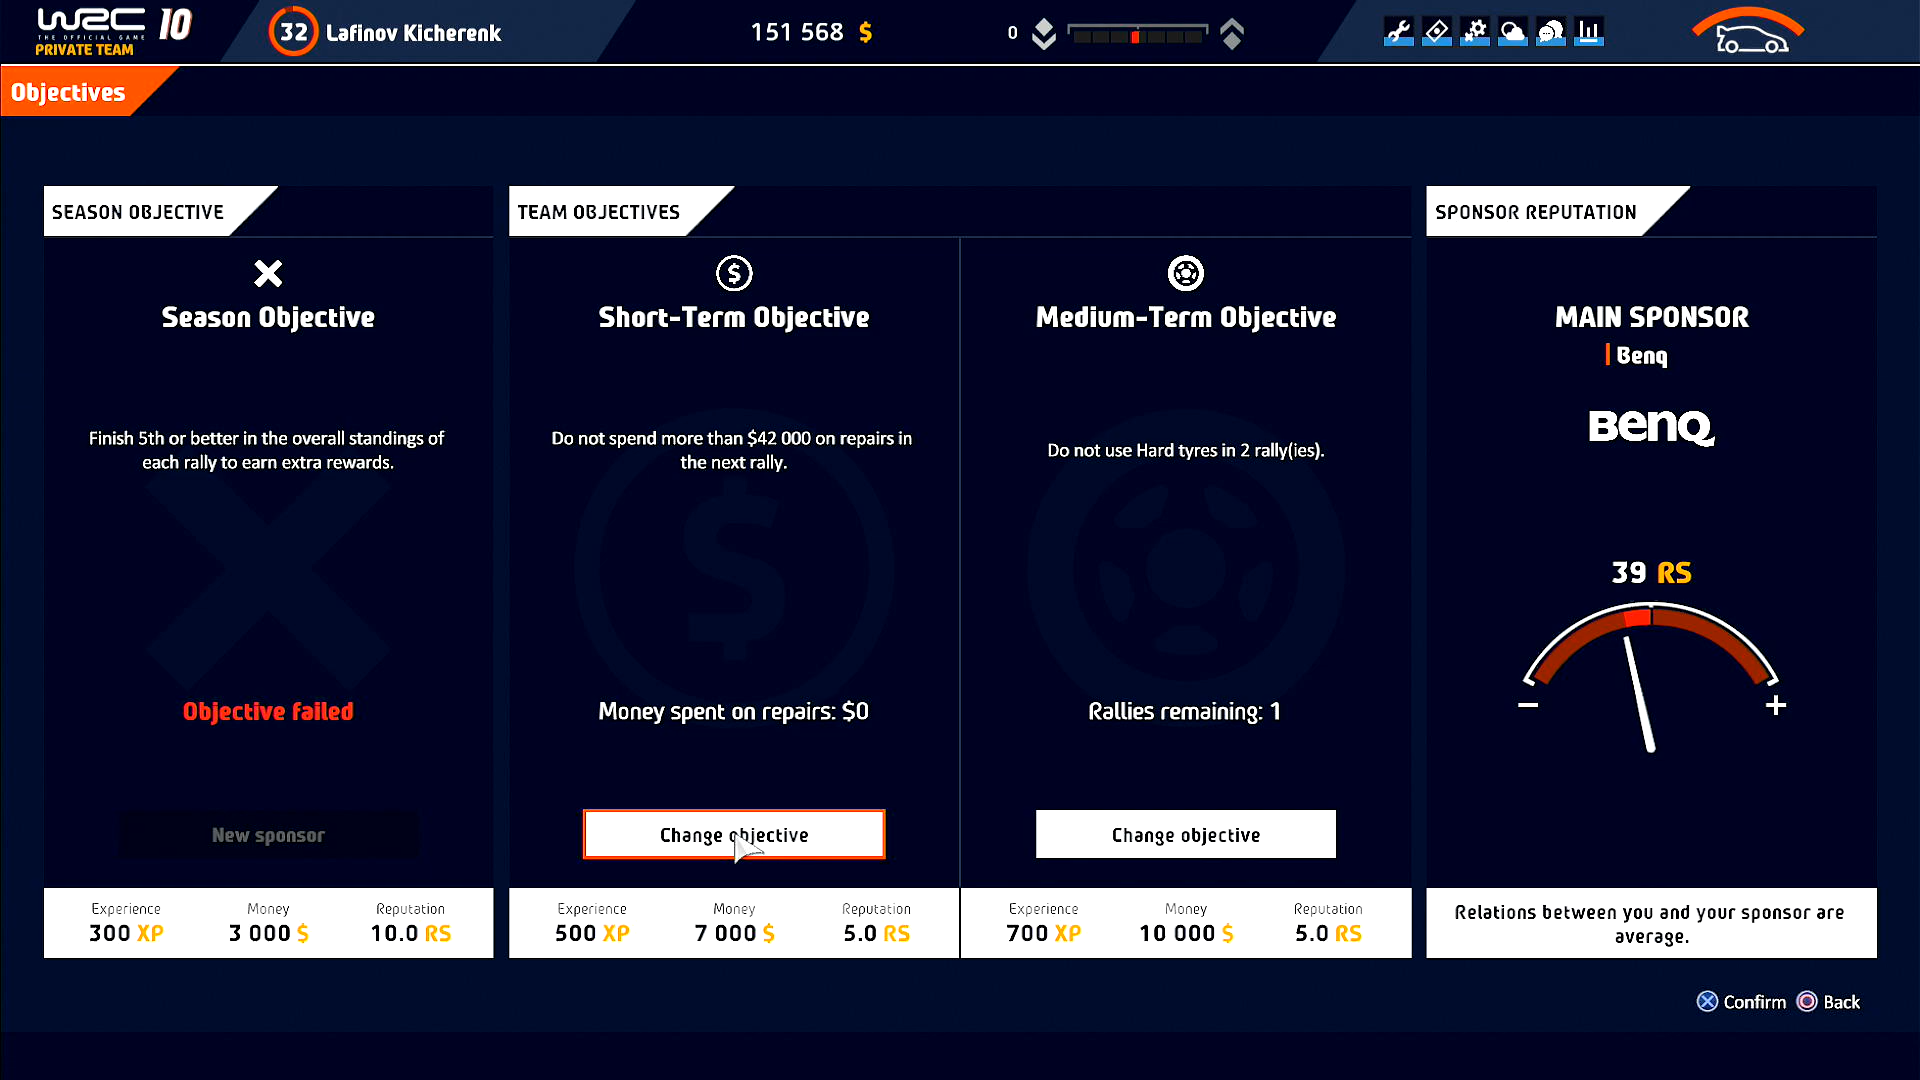 WRC 10
THE OFFICIAL GAME
PRIVATE TEAM
32 Lafinov Kicherenk
151 568 $
0
Objectives
SEASON OBJECTIVE
Season Objective
Finish 5th or better in the overall standings of
each rally to earn extra rewards.
Objective failed
New sponsor
Experience Money Reputation
300 XP 3 000 $ 10.0 RS
TEAM OBJECTIVES
$
Short-Term Objective
Do not spend more than $42 000 on repairs in
the next rally.
$
Money spent on repairs: $0
Change objective
Experience Money Reputation
500 XP 7 000 $ 5.0 RS
Medium-Term Objective
Do not use Hard tyres in 2 rally(ies).
Rallies remaining: 1
Change objective
Experience Money Reputation
700 XP 10 000 $ 5.0 RS
SPONSOR REPUTATION
MAIN SPONSOR
Benq
BenQ
39 RS
− +
Relations between you and your sponsor are
average.
Confirm Back